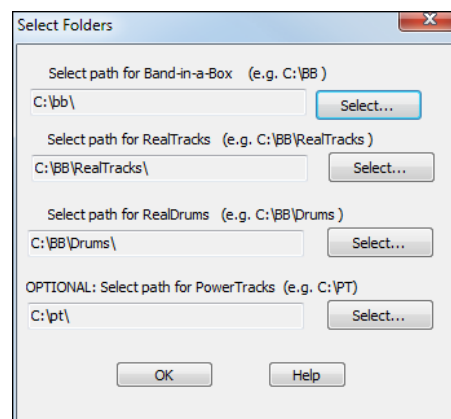 Select Folders
Select path for Band-in-a-Box (e.g. C:\BB )
C:\bb\
Select...
Select path for RealTracks (e.g. C:\BB\RealTracks )
C:\BB\RealTracks\
Select...
Select path for RealDrums (e.g. C:\BB\Drums )
C:\BB\Drums\
Select...
OPTIONAL: Select path for PowerTracks (e.g. C:\PT)
C:\pt\
Select...
OK
Help